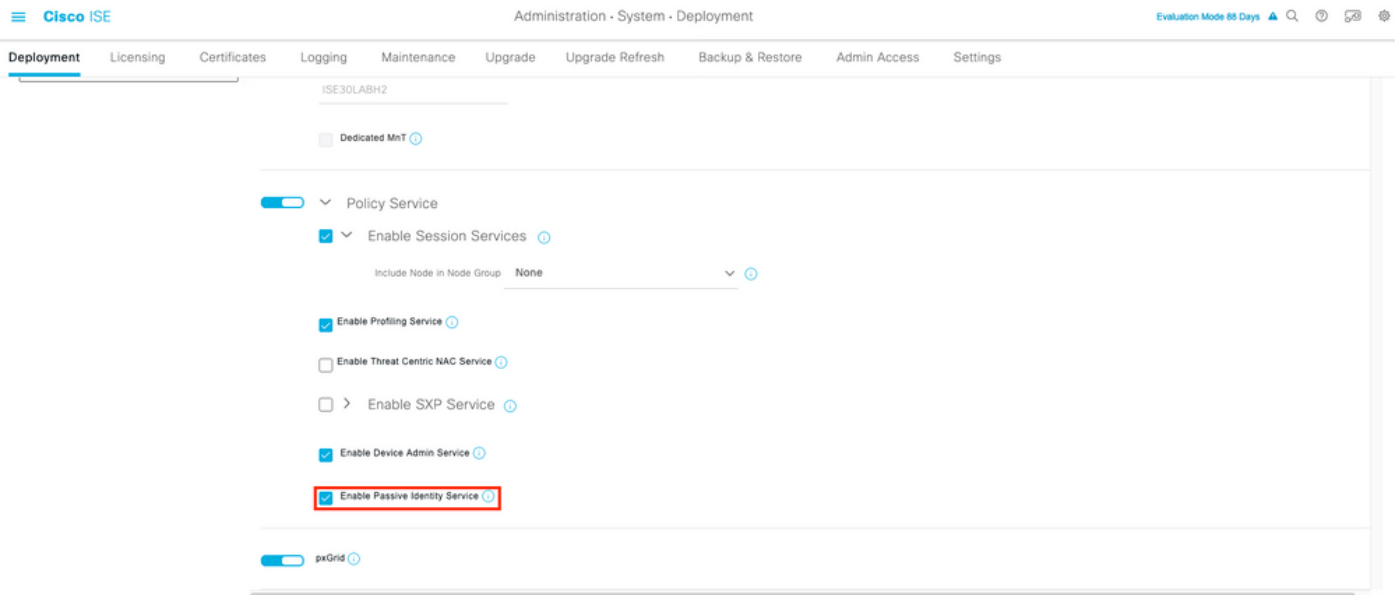 Cisco ISE
Administration · System · Deployment
Evaluation Mode 88 Days
Deployment Licensing Certificates Logging Maintenance Upgrade Upgrade Refresh Backup & Restore Admin Access Settings
ISE30LABH2
Dedicated MnT
Policy Service
Enable Session Services
Include Node in Node Group None
Enable Profiling Service
Enable Threat Centric NAC Service
Enable SXP Service
Enable Device Admin Service
Enable Passive Identity Service
pxGrid